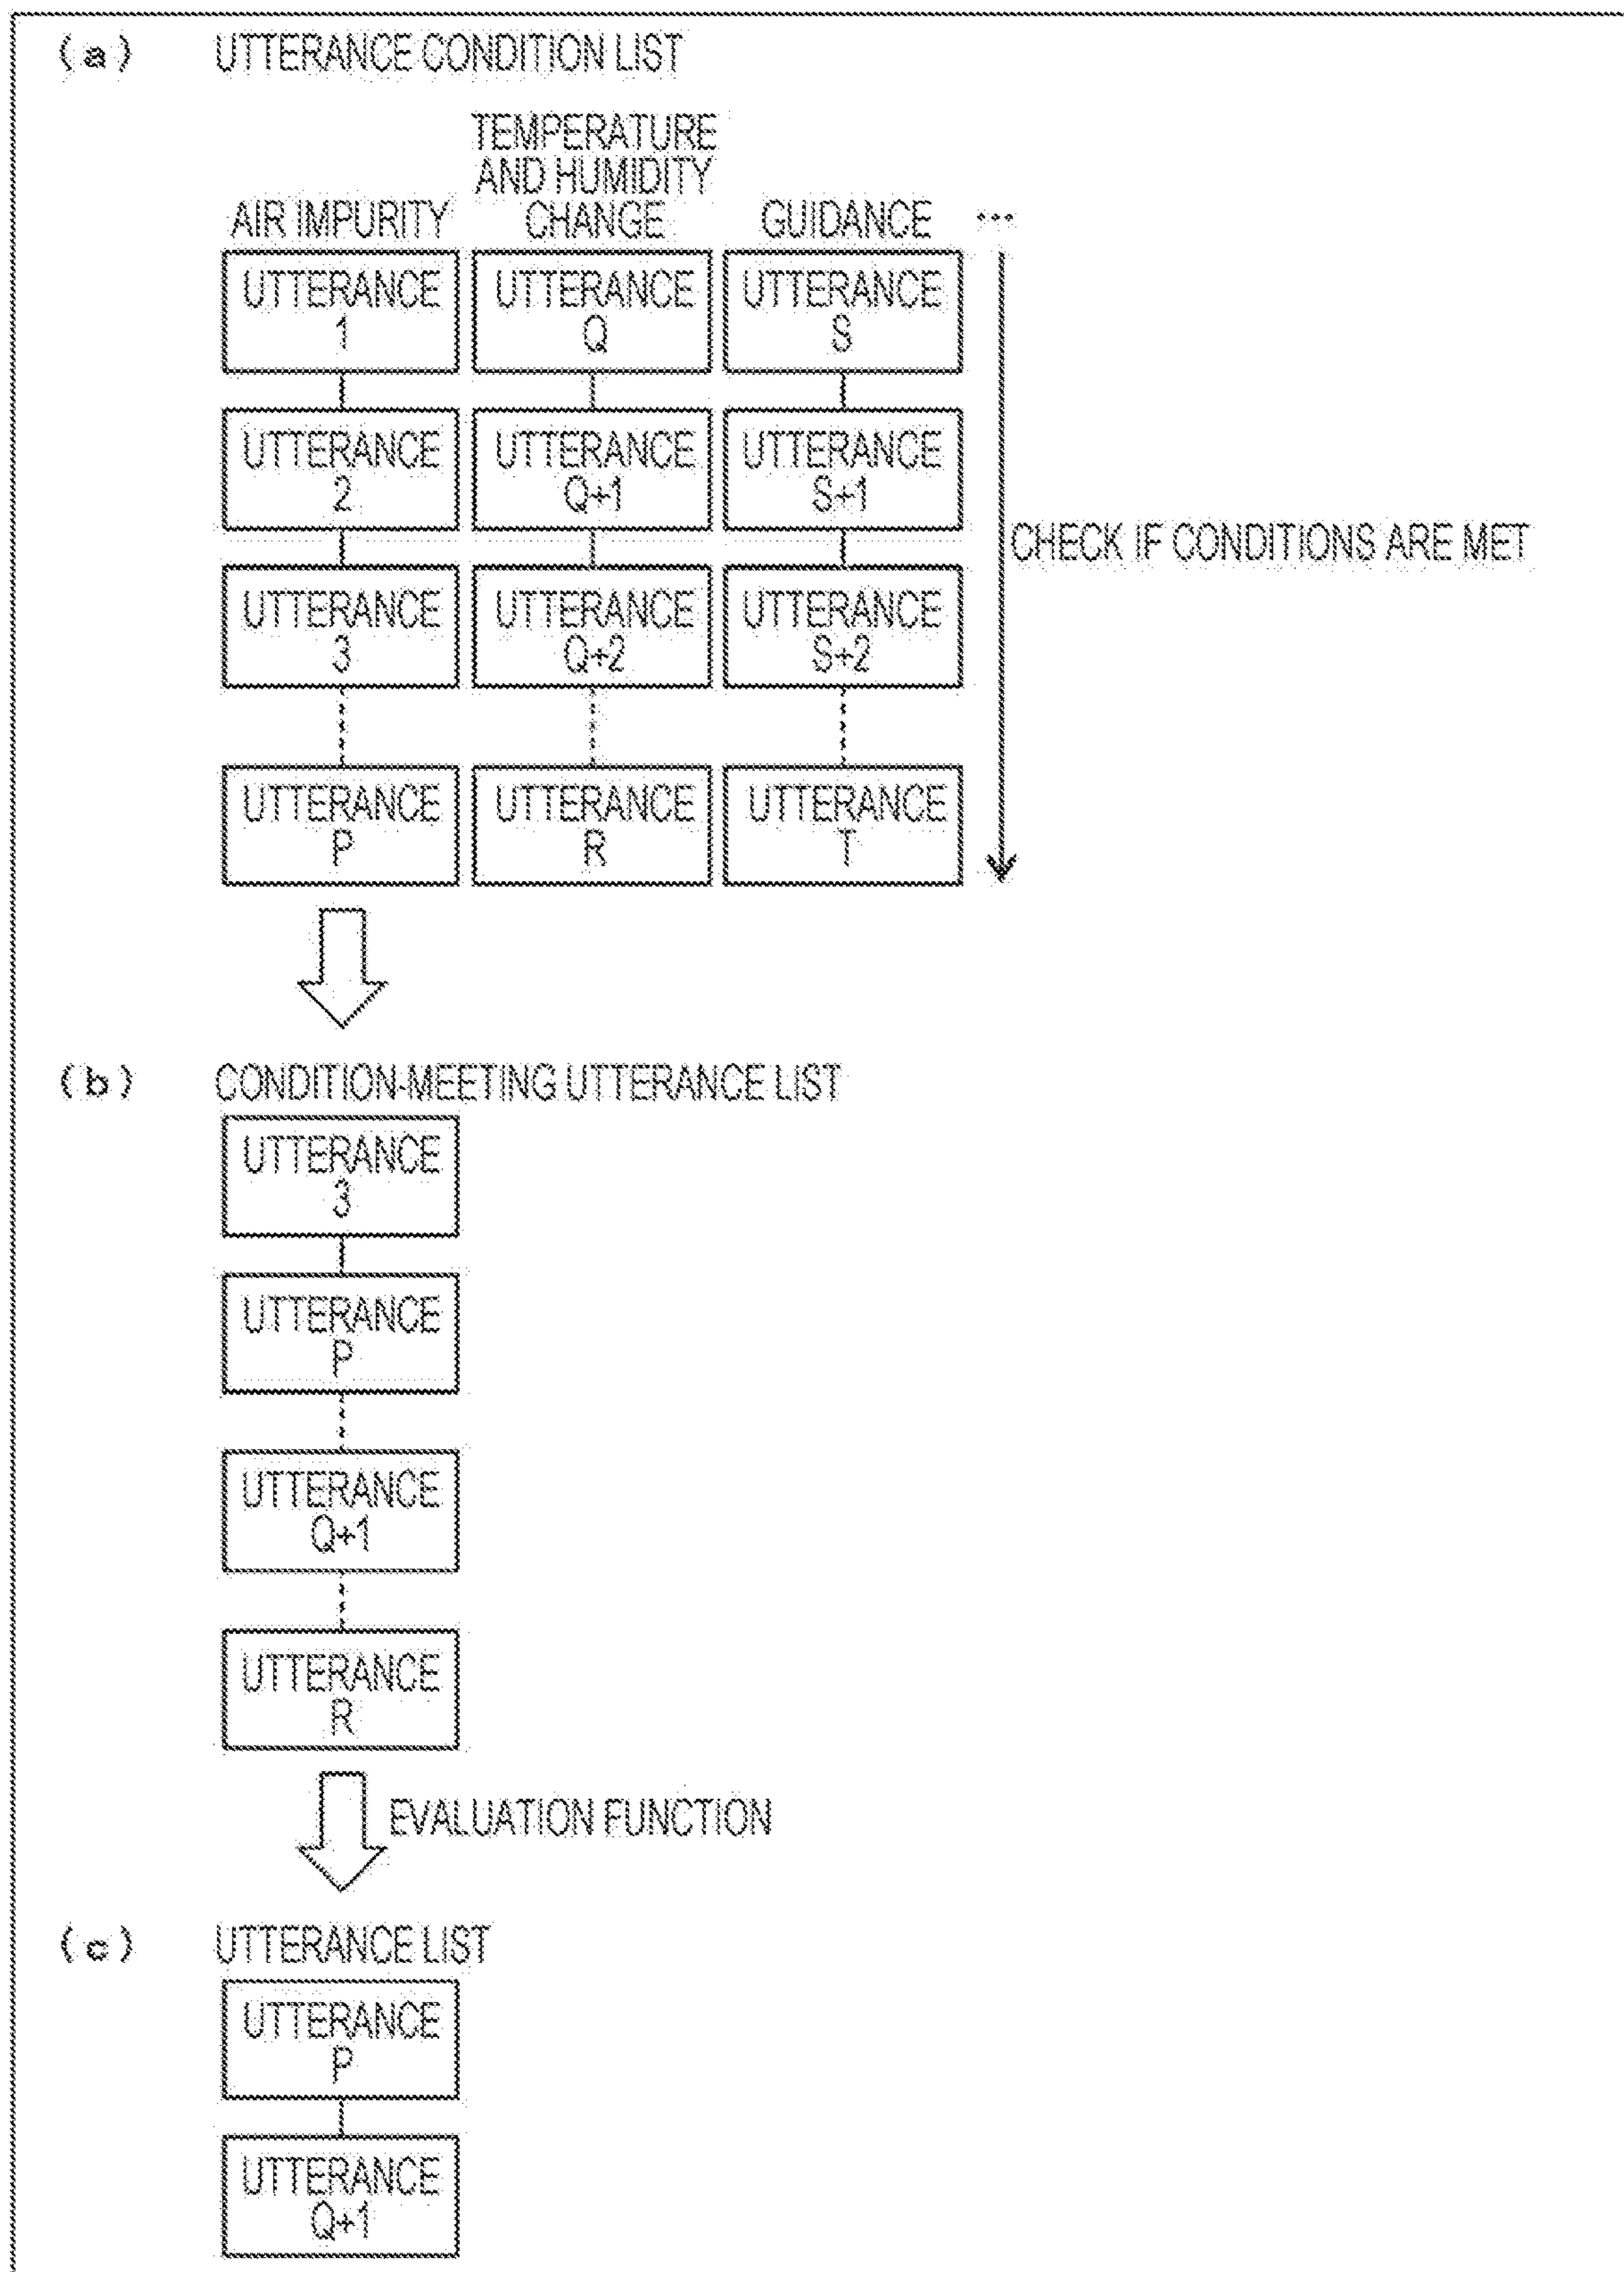 (a) UTTERANCE CONDITION LIST
TEMPERATURE
AND HUMIDITY
AIR IMPURITY CHANGE GUIDANCE ...
UTTERANCE UTTERANCE UTTERANCE
1 Q S
UTTERANCE UTTERANCE UTTERANCE
2 Q+1 S+1
CHECK IF CONDITIONS ARE MET
UTTERANCE UTTERANCE UTTERANCE
3 Q+2 S+2
UTTERANCE UTTERANCE UTTERANCE
P R T
(b) CONDITION-MEETING UTTERANCE LIST
UTTERANCE
3
UTTERANCE
P
UTTERANCE
Q+1
UTTERANCE
R
EVALUATION FUNCTION
(c) UTTERANCE LIST
UTTERANCE
P
UTTERANCE
Q+1